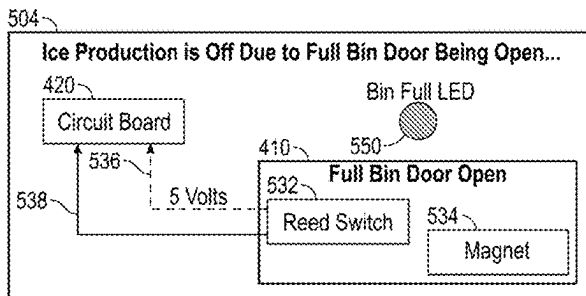 504
Ice Production is Off Due to Full Bin Door Being Open...
420
Bin Full LED
Circuit Board
550
536
410
Full Bin Door Open
5 Volts
532
538
Reed Switch
534
Magnet